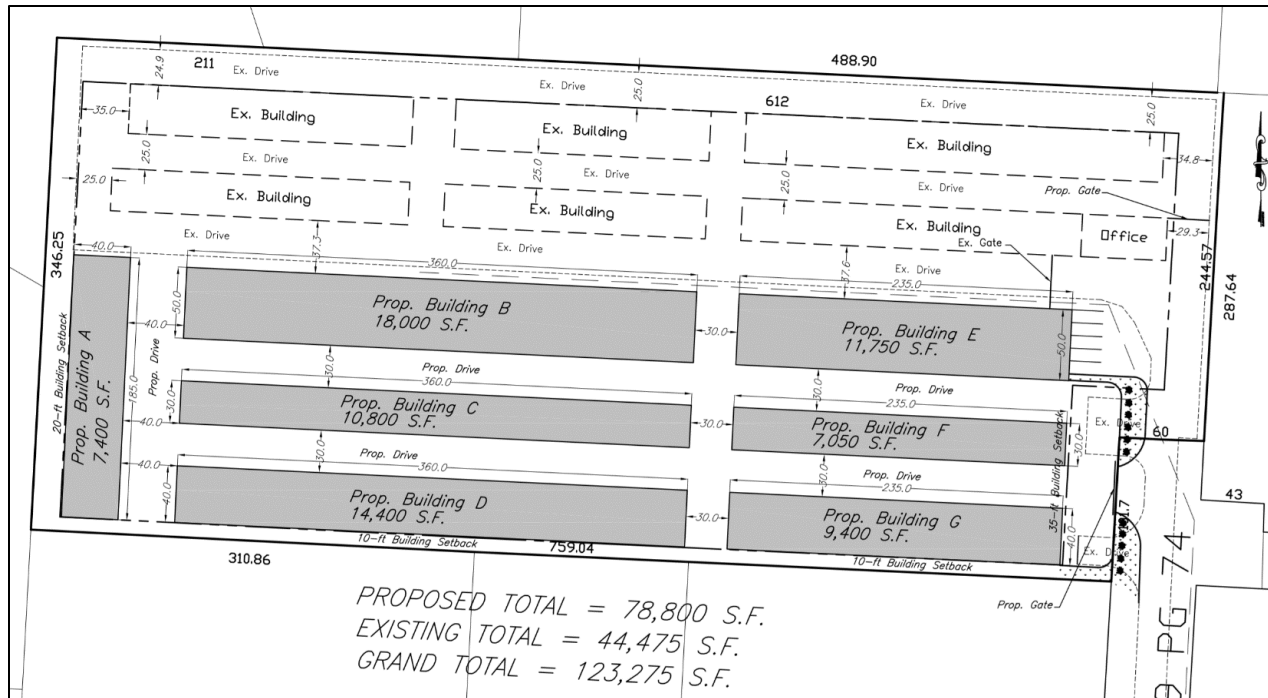 488.90
211
Ex. Drive
24.9
Ex. Drive
25.0
612
Ex. Drive
25.0
35.0
Ex. Building
Ex. Building
Ex. Building
25.0
Ex. Drive
25.0
Ex. Drive
25.0
Ex. Drive
34.8
25.0
Ex. Building
Ex. Building
Ex. Building
Prop. Gate
Office
29.3
Ex. Gate
346.25
40.0
Ex. Drive
37.3
Ex. Drive
37.6
Ex. Drive
244.57
287.64
360.0
235.0
50.0
Prop. Building B
18,000 S.F.
40.0
30.0
Prop. Building E
11,750 S.F.
50.0
20-ft Building Setback
Prop. Building A
7,400 S.F.
185.0
Prop. Drive
30.0
Prop. Drive
30.0
Prop. Drive
360.0
235.0
30.0
Prop. Building C
10,800 S.F.
40.0
30.0
Prop. Building F
7,050 S.F.
30.0
Ex. Dr
60
35-ft Building Setback
30.0
Prop. Drive
30.0
Prop. Drive
360.0
235.0
40.0
40.0
Prop. Building D
14,400 S.F.
30.0
Prop. Building G
9,400 S.F.
40.0
Ex. D
43
10-ft Building Setback
759.04
10-ft Building Setback
310.86
Prop. Gate
PG 74
PROPOSED TOTAL = 78,800 S.F.
EXISTING TOTAL = 44,475 S.F.
GRAND TOTAL = 123,275 S.F.